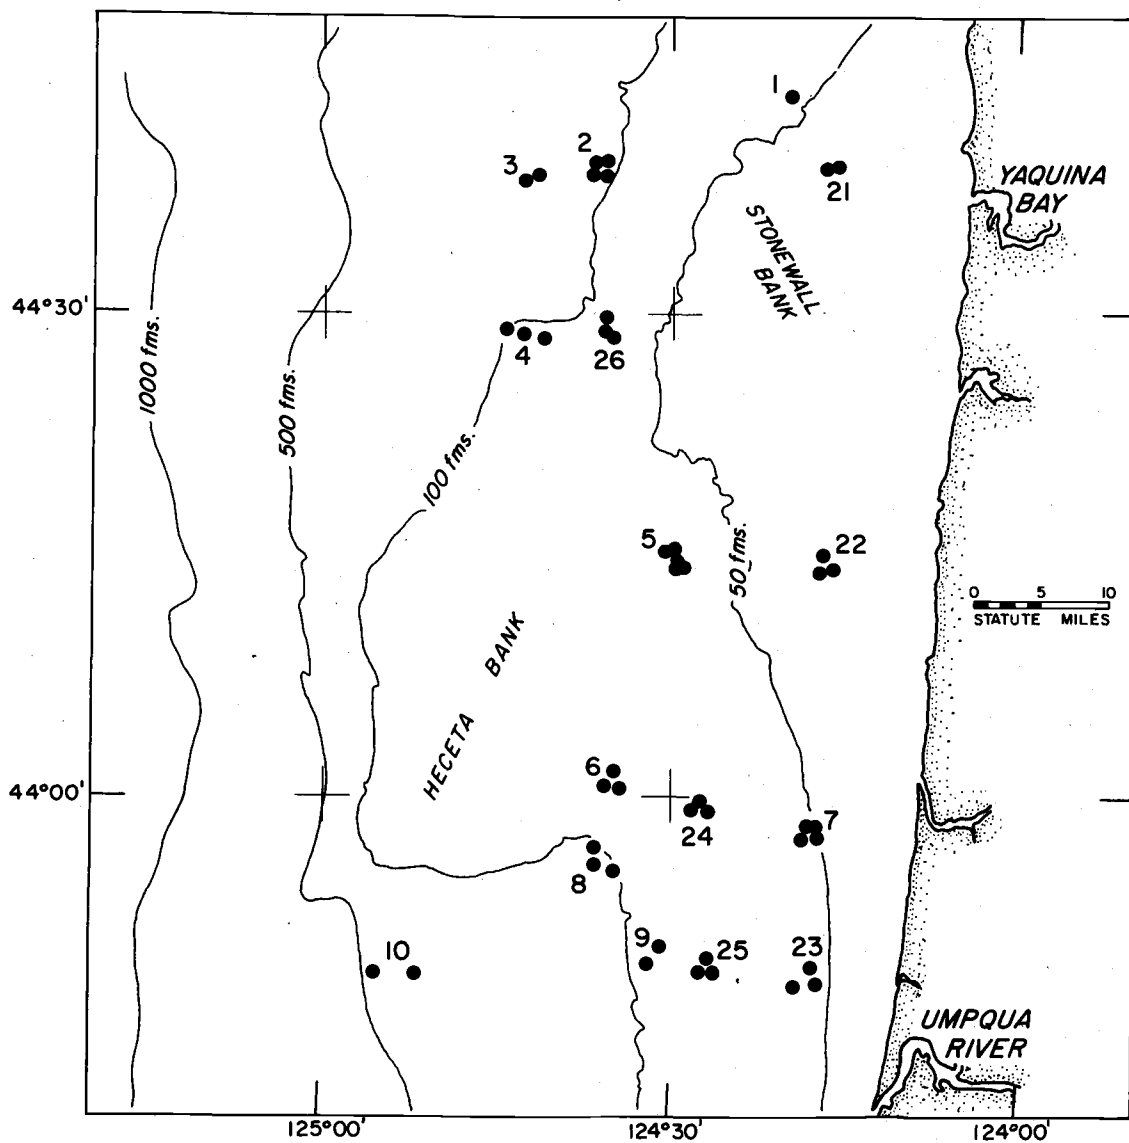 1
2
3
21
YAQUINA
BAY
STONEWALL
BANK
44°30'
4
26
1000 fms.
500 fms.
100 fms.
50 fms.
5
22
0 5 10
STATUTE MILES
HECETA BANK
6
44°00'
24
7
8
9
25
23
10
UMPQUA
RIVER
125°00'
124°30'
124°00'